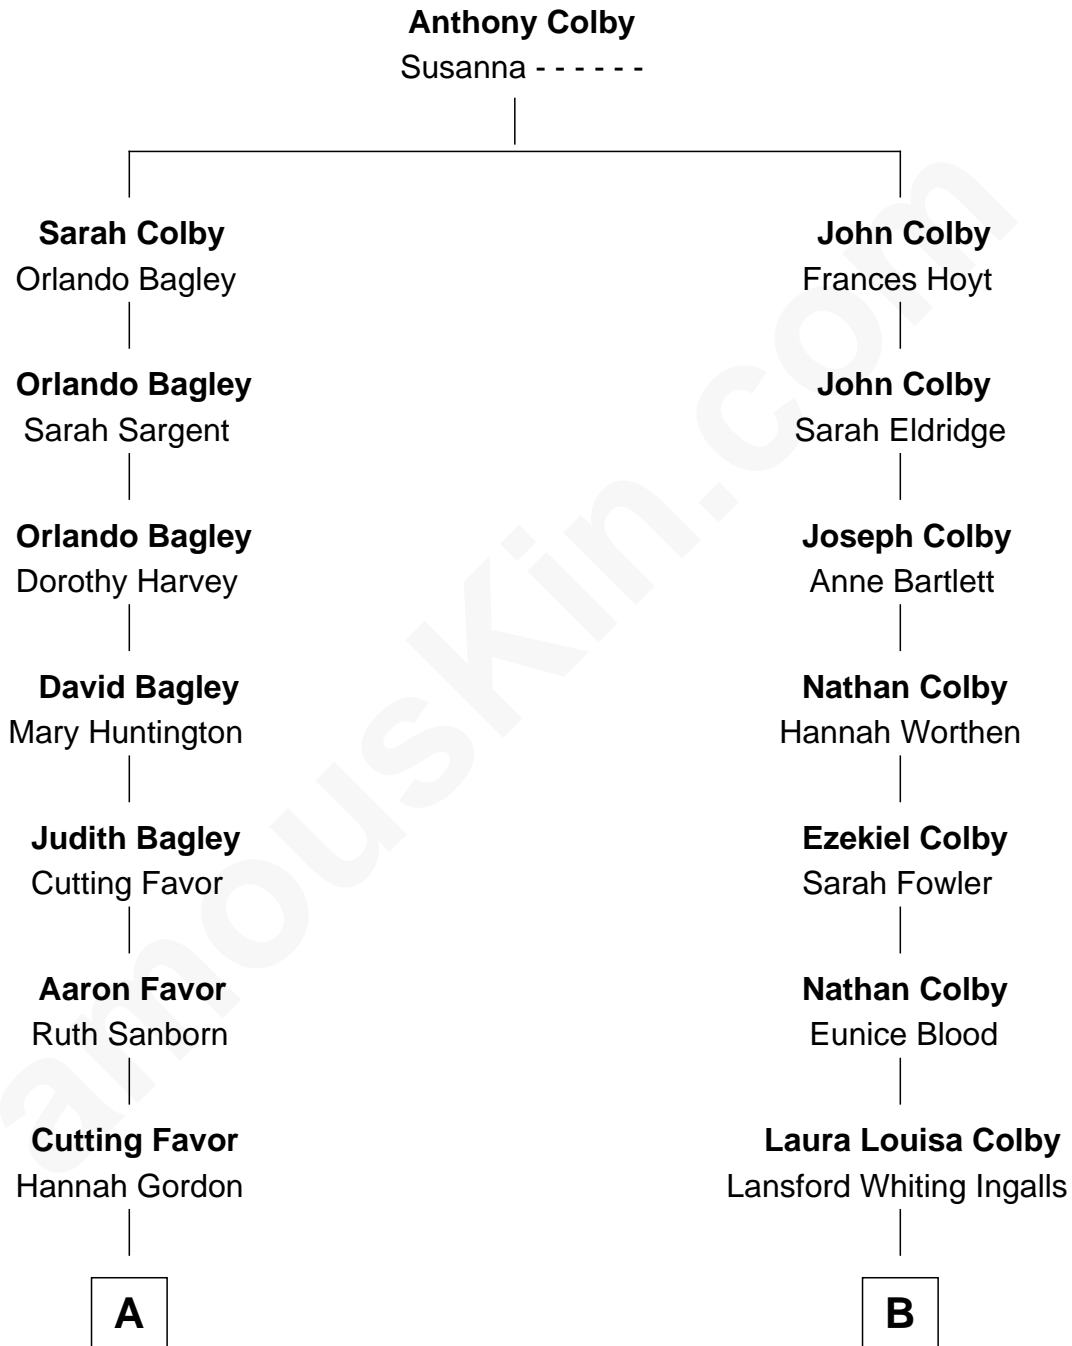 Anthony Colby
Susanna - - - - - -
Sarah Colby
Orlando Bagley
Orlando Bagley
Sarah Sargent
Orlando Bagley
Dorothy Harvey
David Bagley
Mary Huntington
Judith Bagley
Cutting Favor
Aaron Favor
Ruth Sanborn
Cutting Favor
Hannah Gordon
A
John Colby
Frances Hoyt
John Colby
Sarah Eldridge
Joseph Colby
Anne Bartlett
Nathan Colby
Hannah Worthen
Ezekiel Colby
Sarah Fowler
Nathan Colby
Eunice Blood
Laura Louisa Colby
Lansford Whiting Ingalls
B
amouskin.com